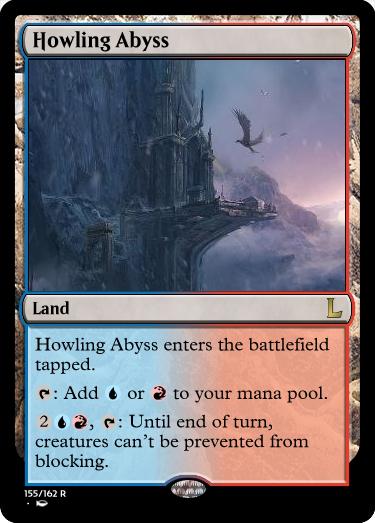 Howling Abyss
Land
L
Howling Abyss enters the battlefield
tapped.
: Add or to your mana pool.
2 , : Until end of turn,
creatures can't be prevented from
blocking.
155/162 R